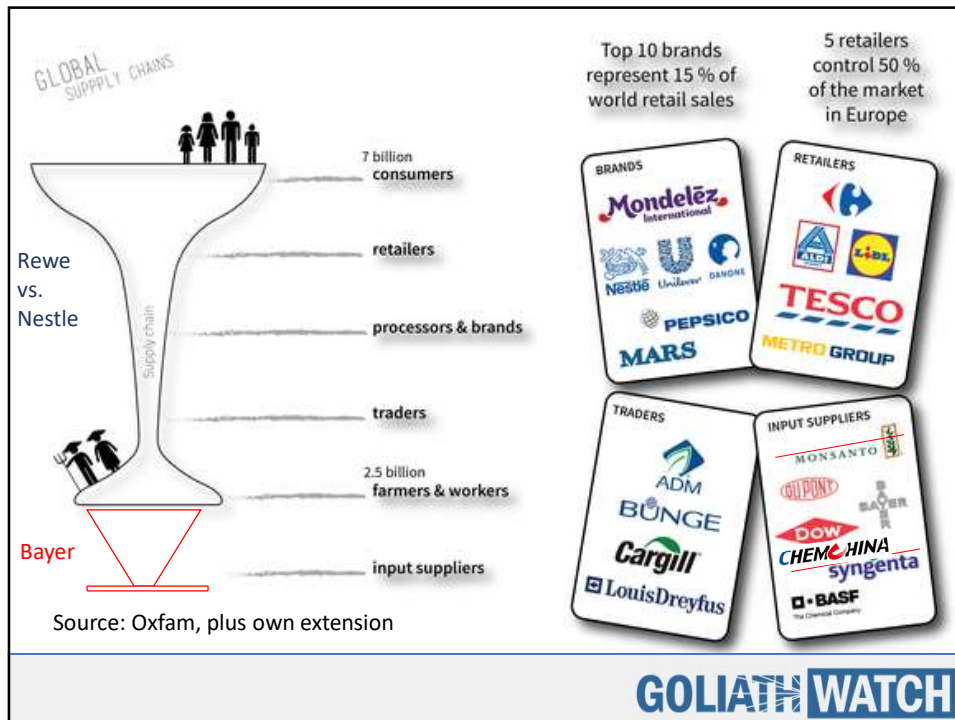 GLOBAL
SUPPPLY CHAINS
7 billion
consumers
retailers
Rewe
vs.
Nestle
Supply chain
processors & brands
traders
2.5 billion
farmers & workers
Bayer
input suppliers
Source: Oxfam, plus own extension
Top 10 brands
represent 15 % of
world retail sales
5 retailers
control 50 %
of the market
in Europe
BRANDS
Mondelēz
International
Nestlé
Unilever
DANONE
PEPSICO
MARS
RETAILERS
ALDI
LiDL
TESCO
METRO GROUP
TRADERS
ADM
BUNGE
Cargill
LouisDreyfus
INPUT SUPPLIERS
MONSANTO
DUPONT
BAYER
BAYER
DOW
CHEMCHINA
syngenta
BASF
The Chemical Company
GOLIATH WATCH